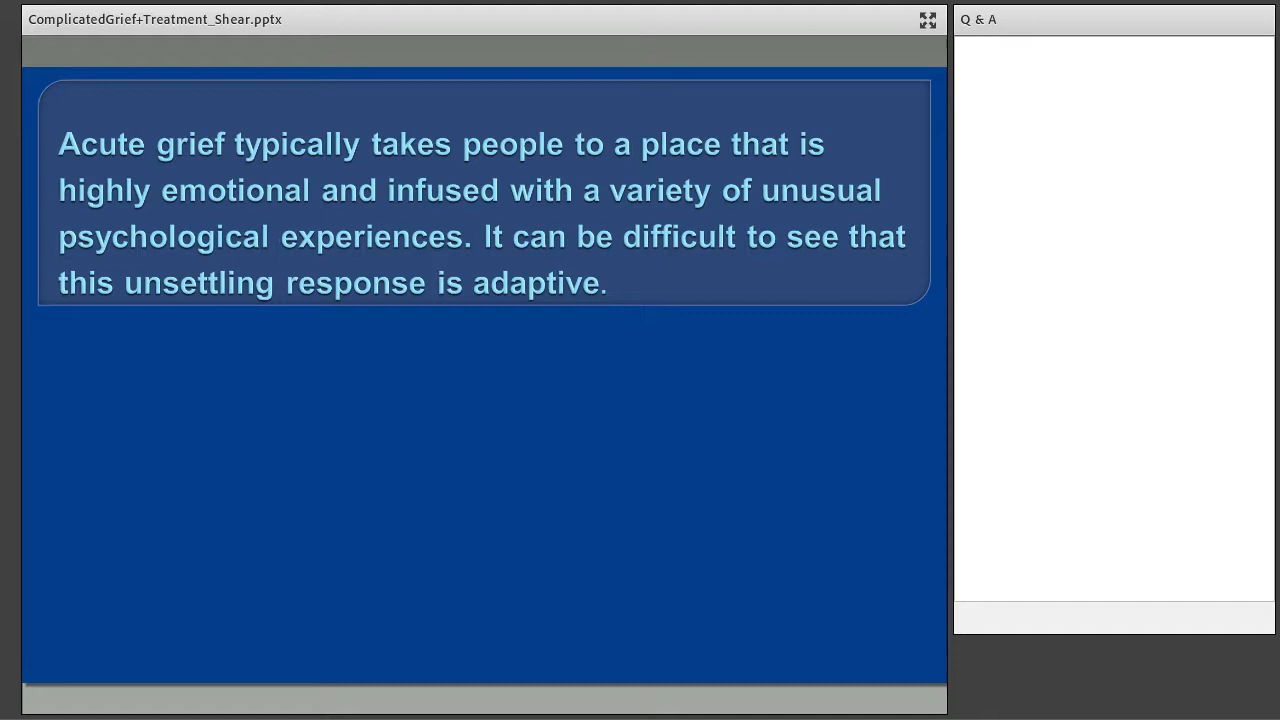 ComplicatedGrief+Treatment_Shear.pptx
Q & A
Acute grief typically takes people to a place that is
highly emotional and infused with a variety of unusual
psychological experiences. It can be difficult to see that
this unsettling response is adaptive.